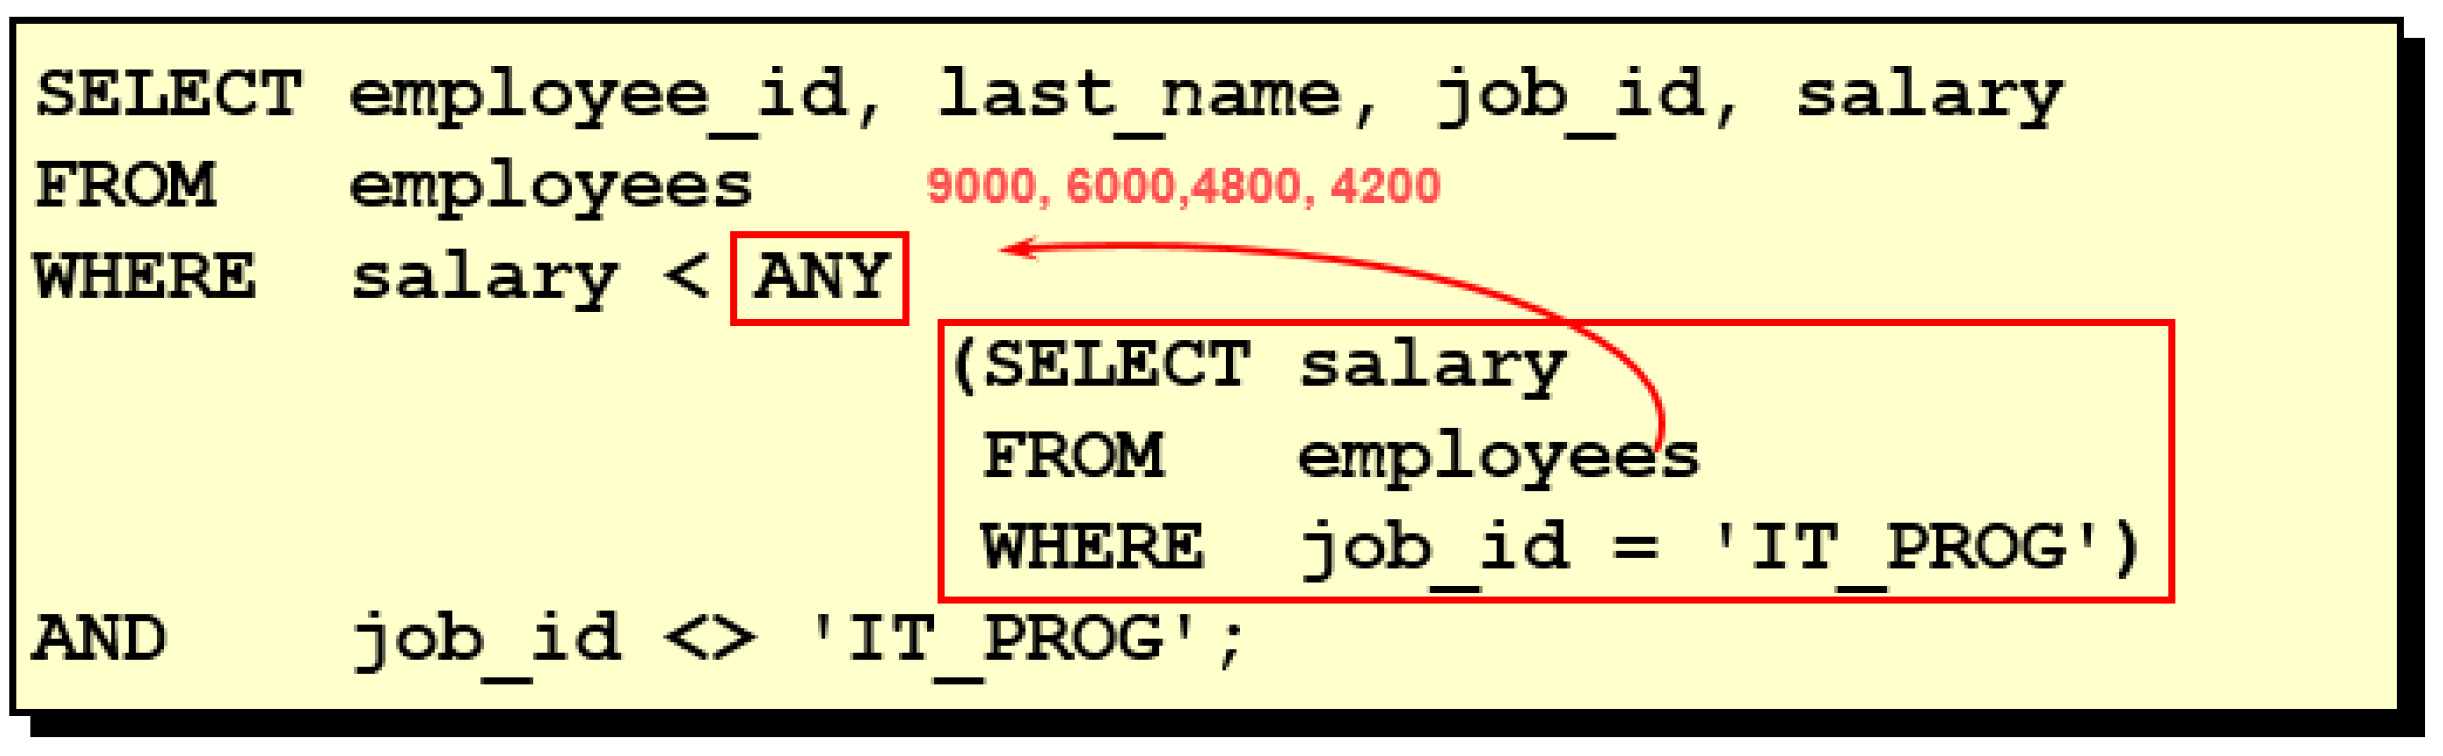 SELECT employee_id, last_name, job_id, salary
FROM employees 9000, 6000,4800, 4200
WHERE salary < ANY
(SELECT salary
FROM employees
WHERE job_id = 'IT_PROG')
AND job_id <> 'IT_PROG';